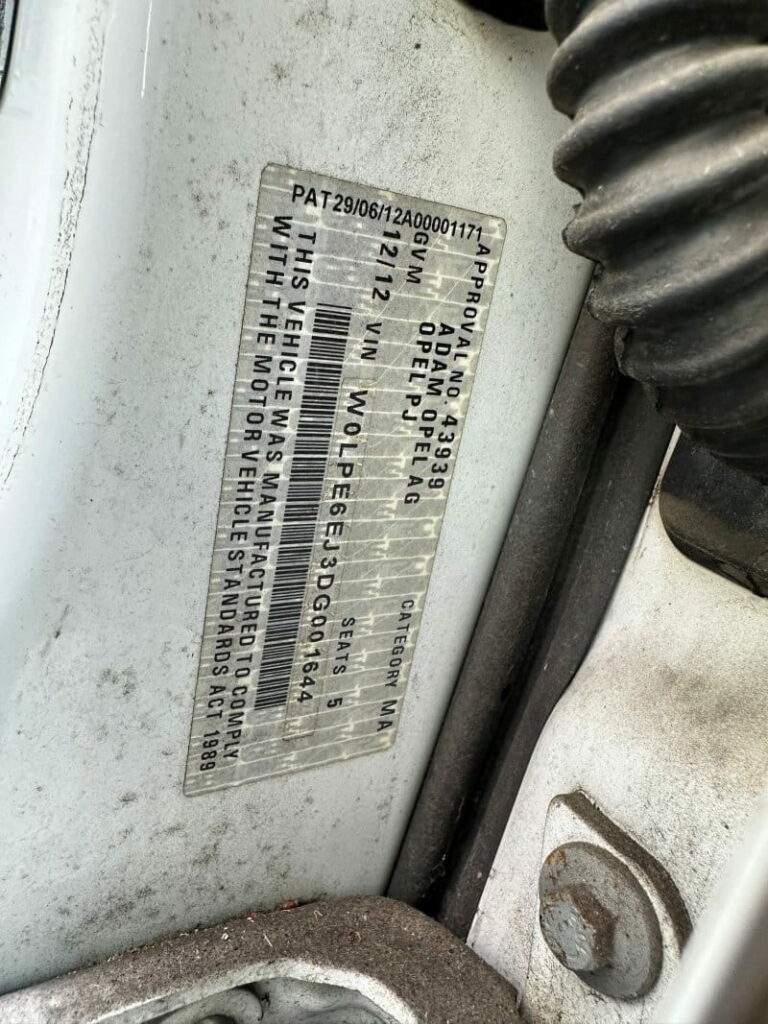 PAT29/06/12A00001171
APPROVAL NO. 43939 CATEGORY MA
ADAM OPEL AG
GVM OPEL PJ
12/12 VIN W0LPE6EJ3DG001644 SEATS 5
THIS VEHICLE WAS MANUFACTURED TO COMPLY
WITH THE MOTOR VEHICLE STANDARDS ACT 1989